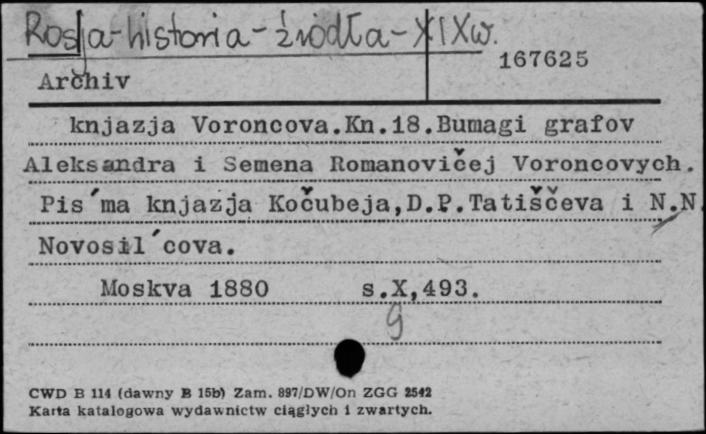 Rosja-historia-źródła-XIXw.
167625
Archiv
knjazja Voroncova.Kn.18.Bumagi grafov
Aleksandra i Semena Romanovičej Voroncovych.
Pis´ma knjazja Kočubeja,D.P.Tatiščeva i N.N.
Novosil´cova.
Moskva 1880 s.X,493.
g
CWD B 114 (dawny B 15b) Zam. 897/DW/On ZGG 2542
Karta katalogowa wydawnictw ciągłych i zwartych.